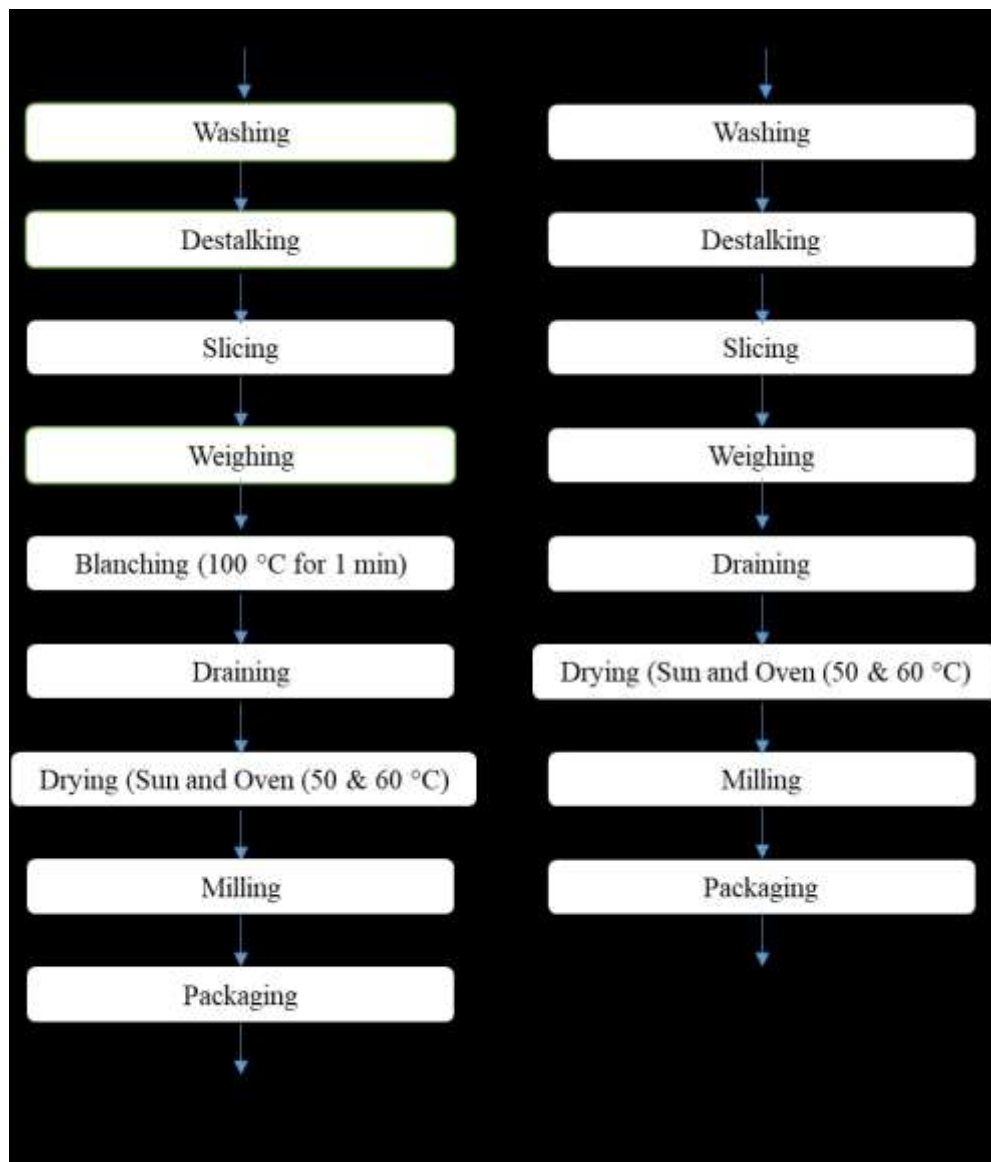 Washing
Destalking
Slicing
Weighing
Blanching (100 °C for 1 min)
Draining
Drying (Sun and Oven (50 & 60 °C)
Milling
Packaging
Washing
Destalking
Slicing
Weighing
Draining
Drying (Sun and Oven (50 & 60 °C)
Milling
Packaging